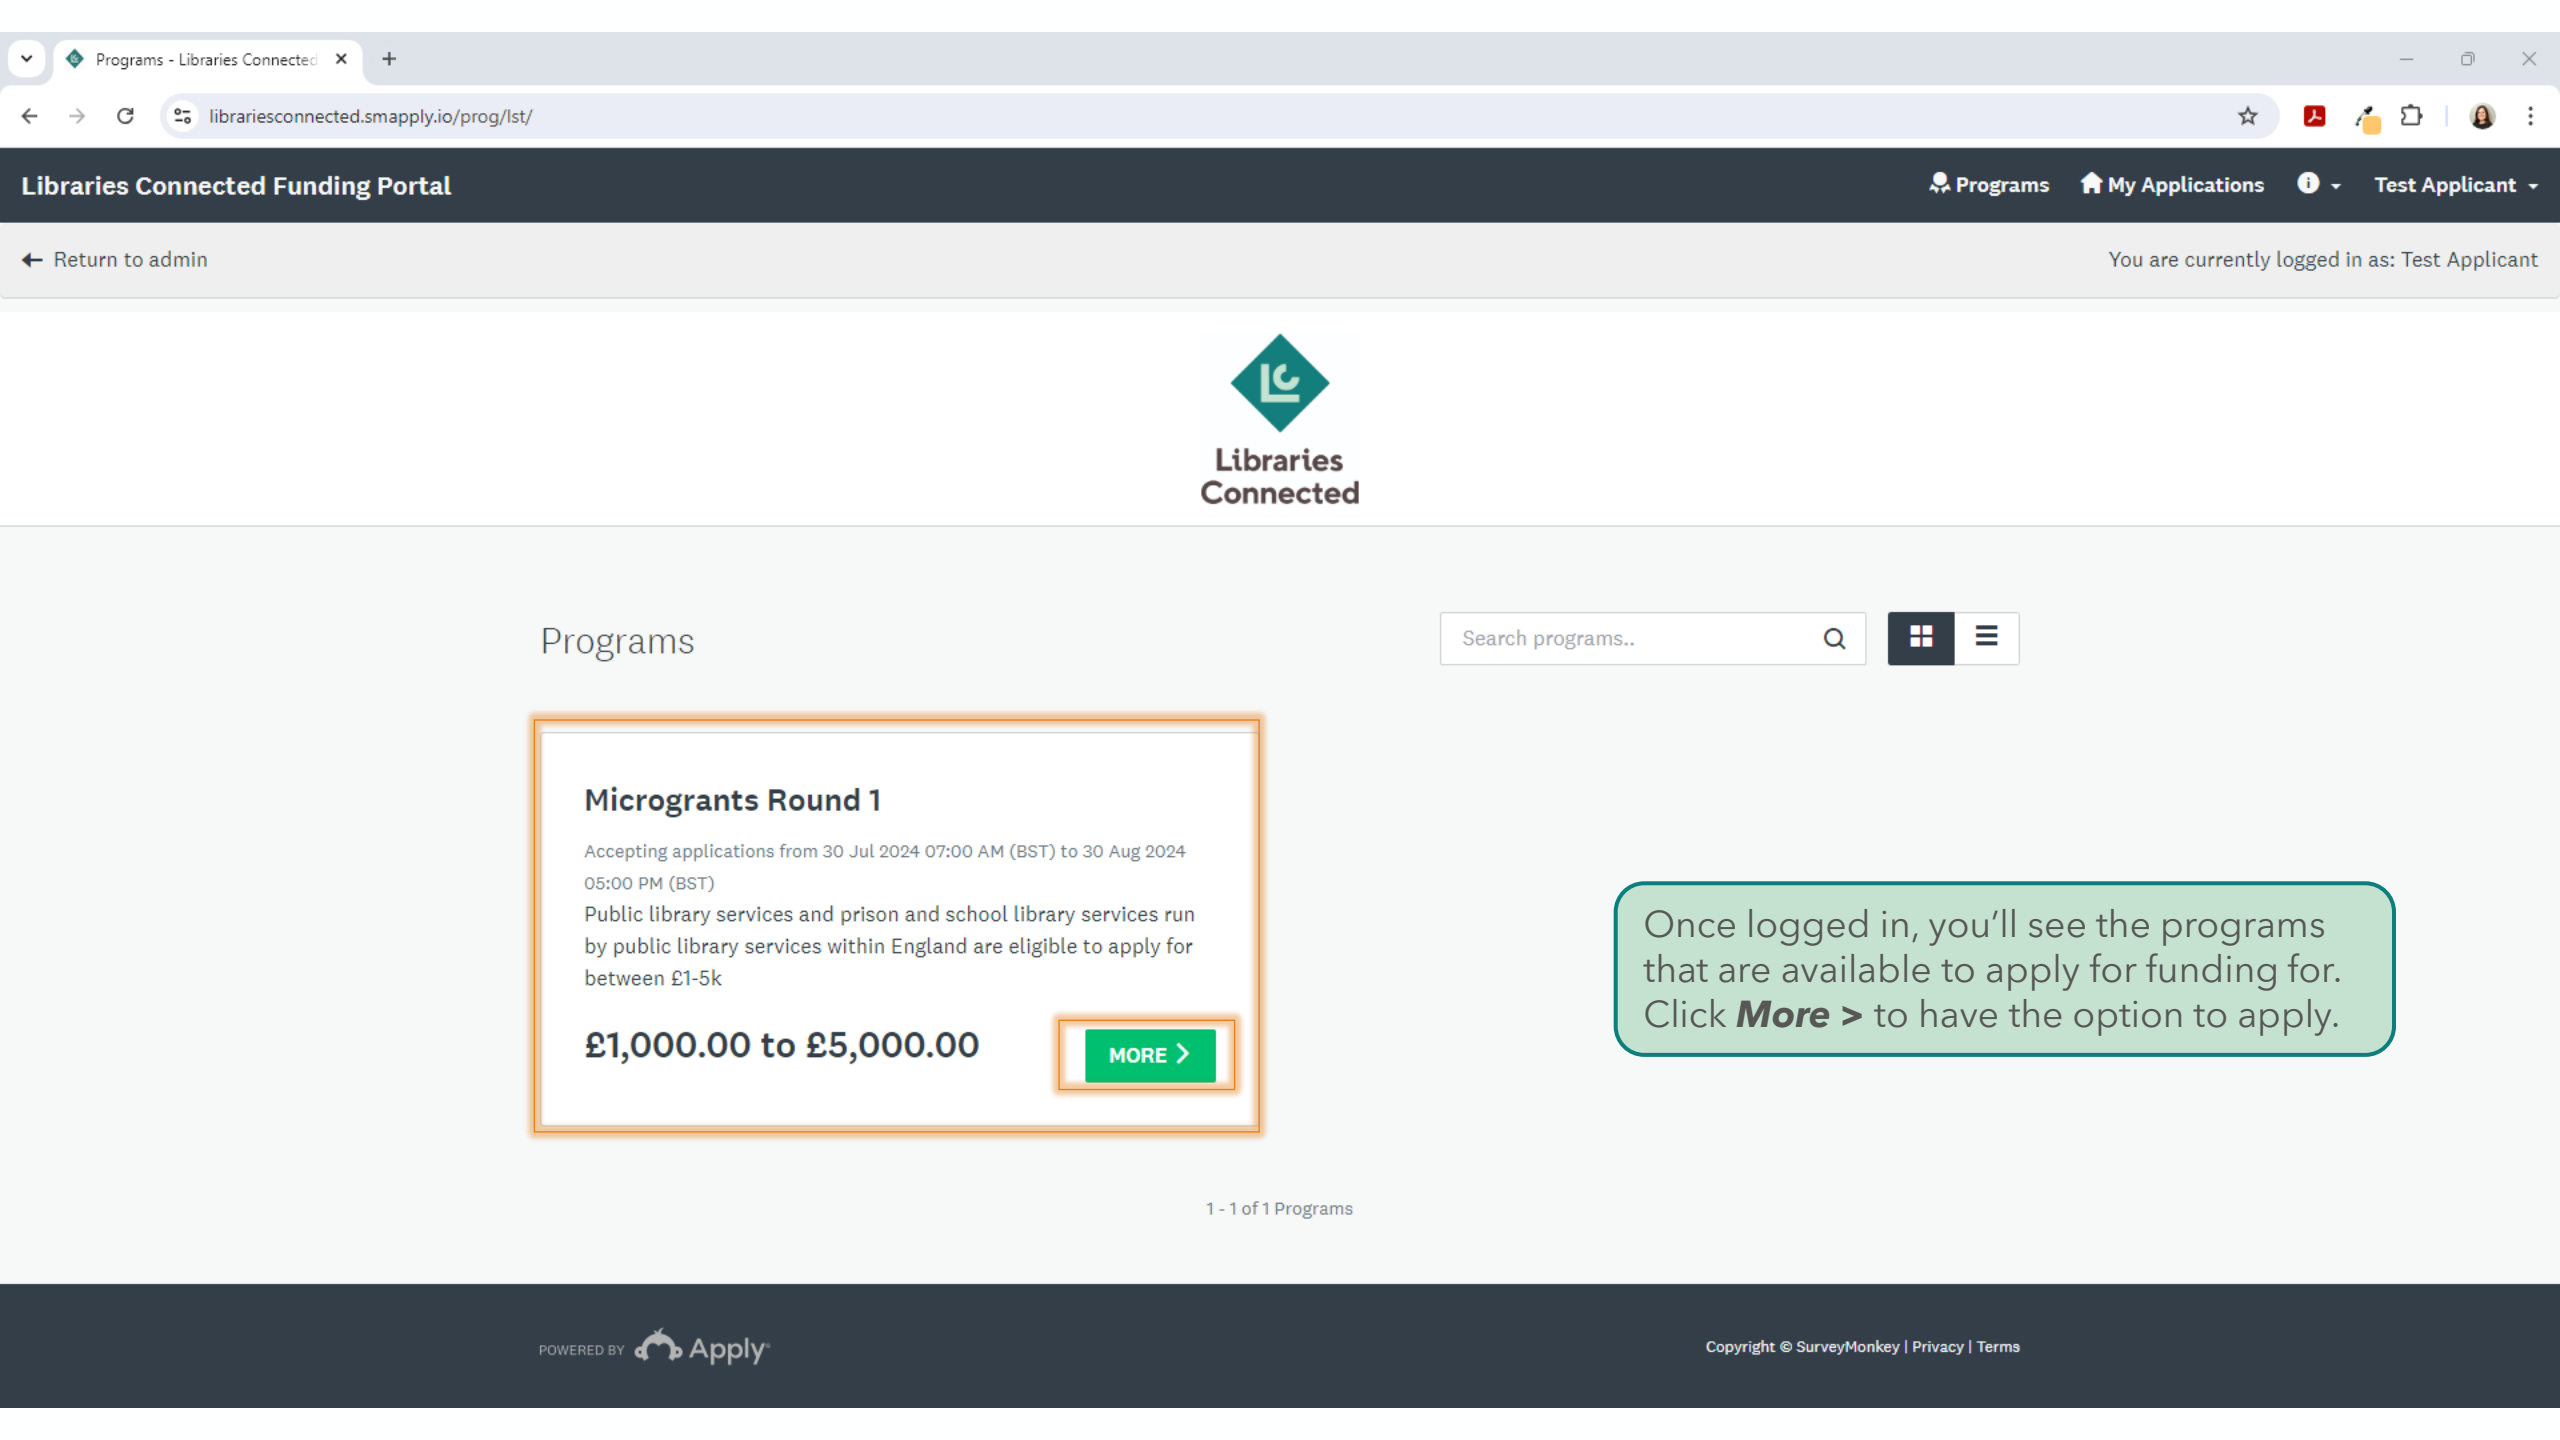 Programs - Libraries Connected
librariesconnected.smapply.io/prog/lst/
Libraries Connected Funding Portal
Programs
My Applications
Test Applicant
Return to admin
You are currently logged in as: Test Applicant
Libraries
Connected
Programs
Search programs..
Microgrants Round 1
Accepting applications from 30 Jul 2024 07:00 AM (BST) to 30 Aug 2024
05:00 PM (BST)
Public library services and prison and school library services run
by public library services within England are eligible to apply for
between £1-5k
£1,000.00 to £5,000.00
MORE >
Once logged in, you’ll see the programs
that are available to apply for funding for.
Click More > to have the option to apply.
1 - 1 of 1 Programs
POWERED BY Apply
Copyright © SurveyMonkey | Privacy | Terms